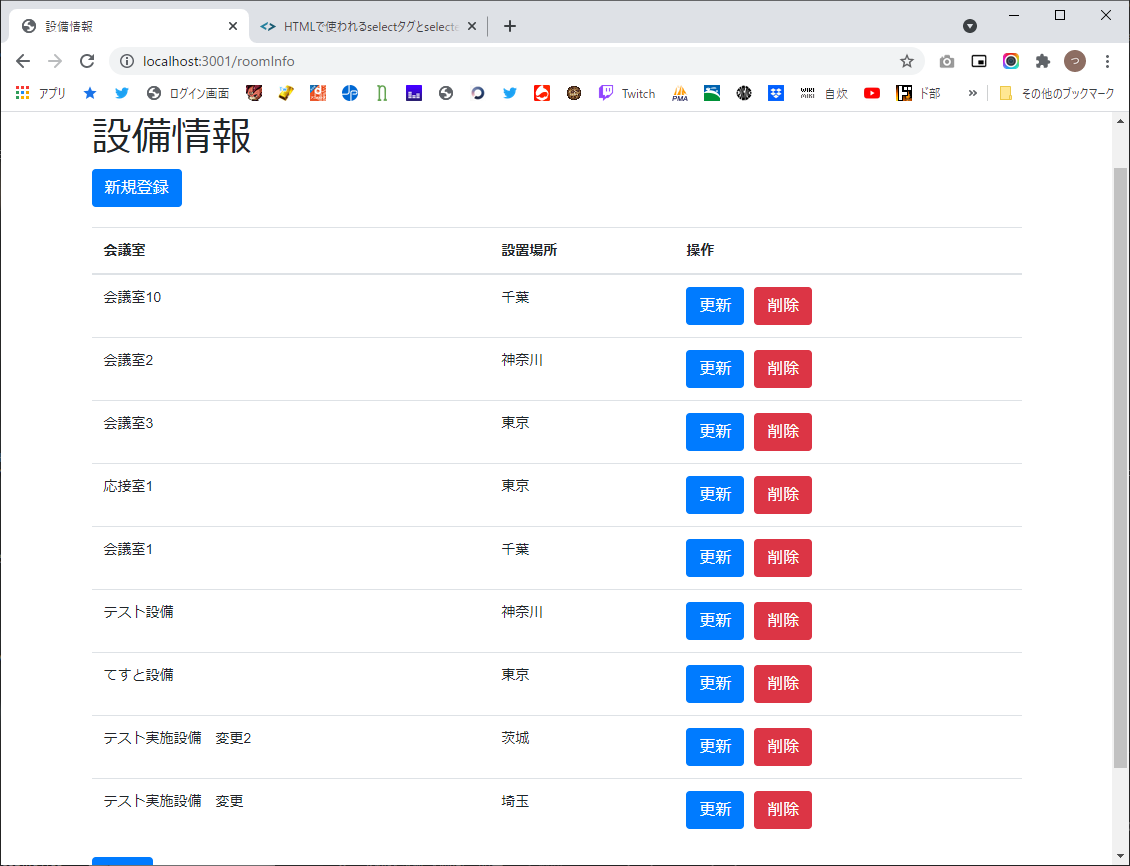 設備情報
HTMLで使われるselectタグとselecte
localhost:3001/roomInfo
アプリ
ログイン画面
Twitch
PMA
WIKI
WIKI
自炊
ド部
その他のブックマーク
設備情報
新規登録
会議室 設置場所 操作
会議室10 千葉 更新 削除
会議室2 神奈川 更新 削除
会議室3 東京 更新 削除
応接室1 東京 更新 削除
会議室1 千葉 更新 削除
テスト設備 神奈川 更新 削除
てすと設備 東京 更新 削除
テスト実施設備　変更2 茨城 更新 削除
テスト実施設備　変更 埼玉 更新 削除